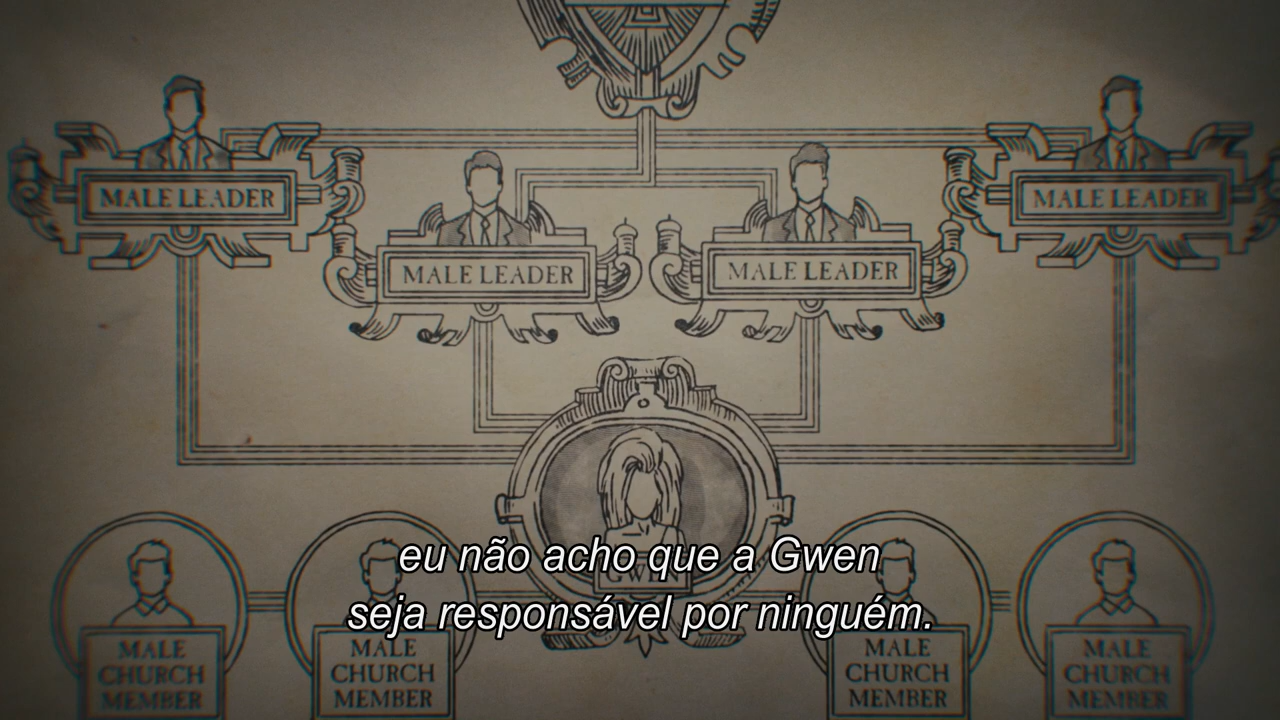 MALE LEADER
MALE LEADER
MALE LEADER
MALE LEADER
GWEN
eu não acho que a Gwen
seja responsável por ninguém.
MALE
CHURCH
MEMBER
MALE
CHURCH
MEMBER
MALE
CHURCH
MEMBER
MALE
CHURCH
MEMBER